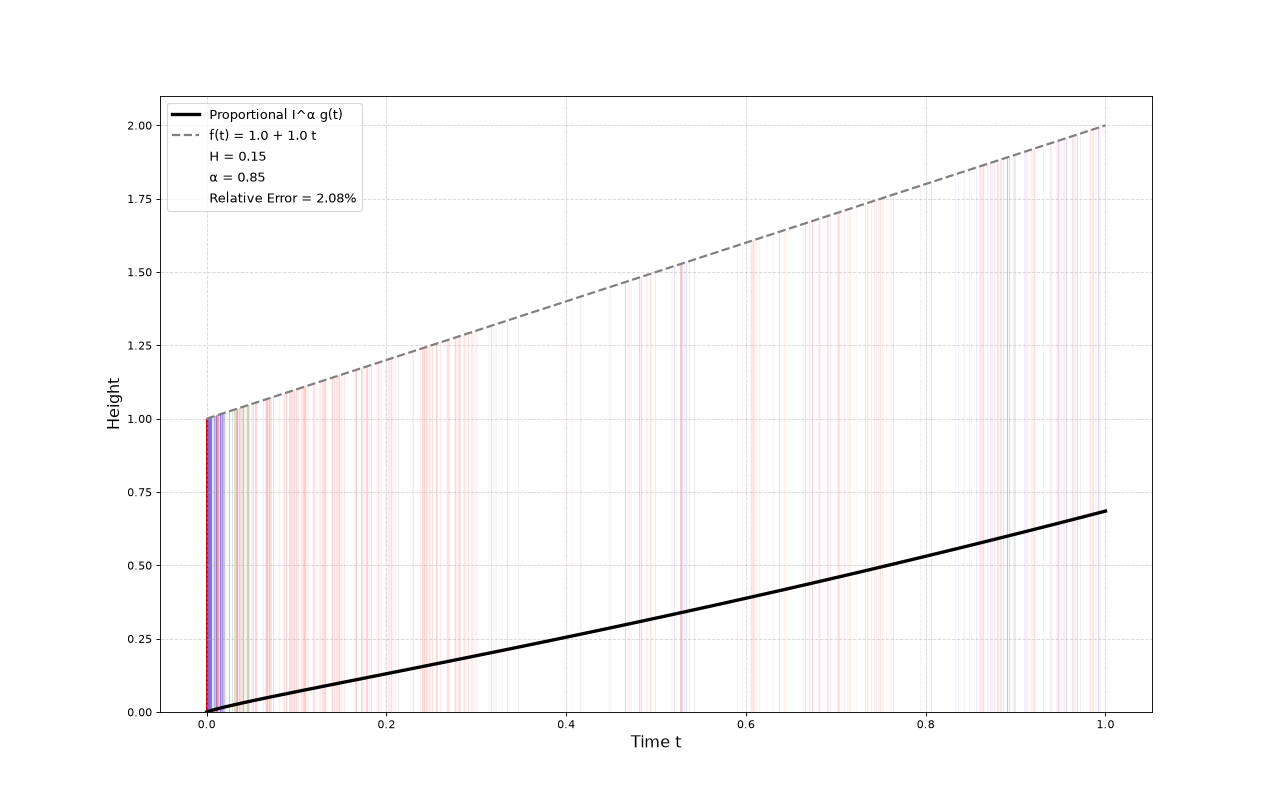 Proportional I^α g(t)
f(t) = 1.0 + 1.0 t
H = 0.15
α = 0.85
Relative Error = 2.08%
2.00
1.75
1.50
1.25
1.00
0.75
0.50
0.25
0.00
Height
0.0 0.2 0.4 0.6 0.8 1.0
Time t